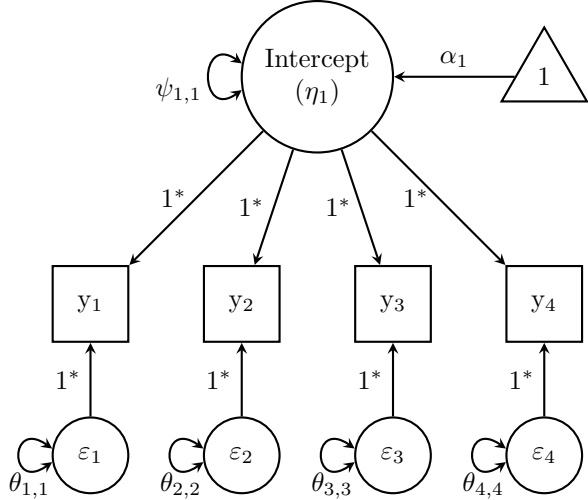 Intercept
(η₁)
ψ₁,₁
α₁
1
1* 1* 1* 1*
y₁ y₂ y₃ y₄
1* 1* 1* 1*
ε₁ ε₂ ε₃ ε₄
θ₁,₁ θ₂,₂ θ₃,₃ θ₄,₄